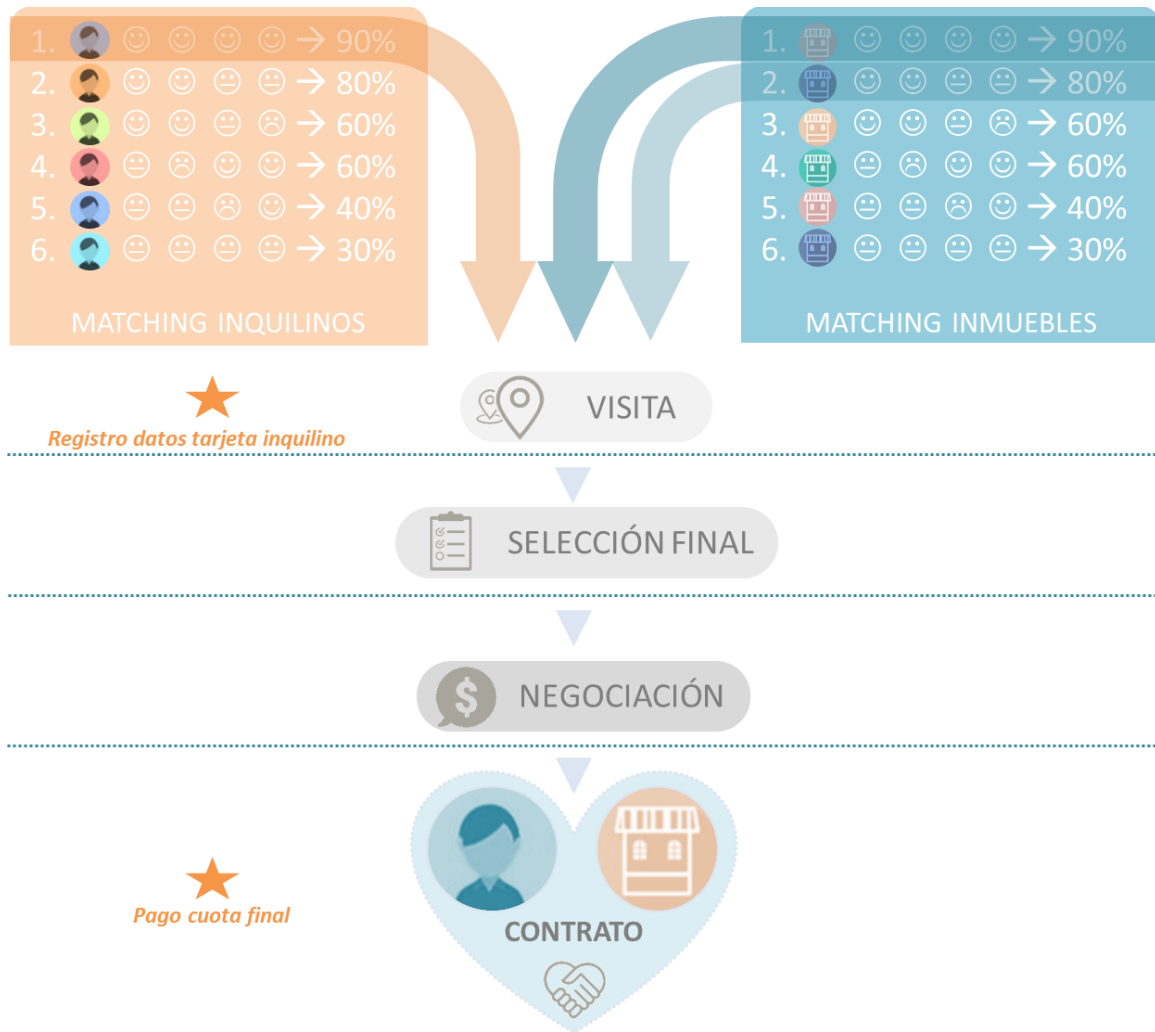 1. → 90%
2. → 80%
3. → 60%
4. → 60%
5. → 40%
6. → 30%
MATCHING INQUILINOS
1. → 90%
2. → 80%
3. → 60%
4. → 60%
5. → 40%
6. → 30%
MATCHING INMUEBLES
VISITA
Registro datos tarjeta inquilino
SELECCIÓN FINAL
$ NEGOCIACIÓN
Pago cuota final
CONTRATO